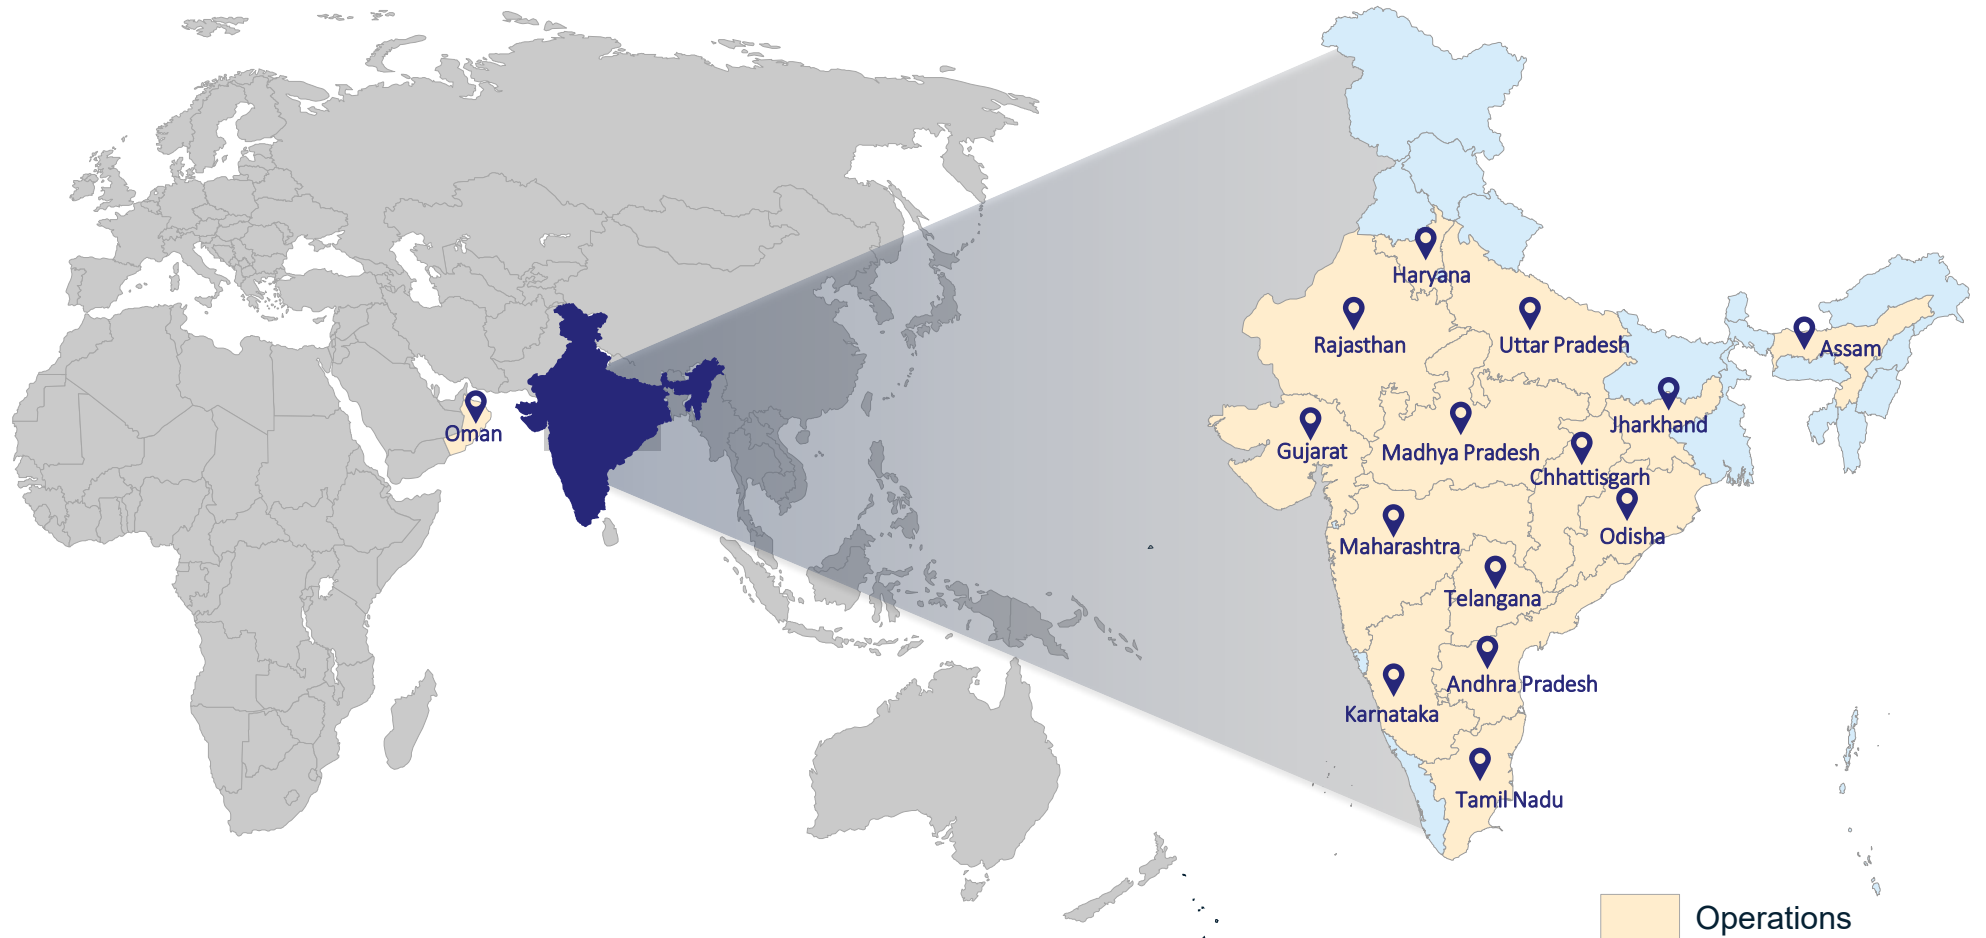 Haryana
Rajasthan
Uttar Pradesh
Assam
Oman
Gujarat
Madhya Pradesh
Jharkhand
Chhattisgarh
Maharashtra
Odisha
Telangana
Andhra Pradesh
Karnataka
Tamil Nadu
Operations